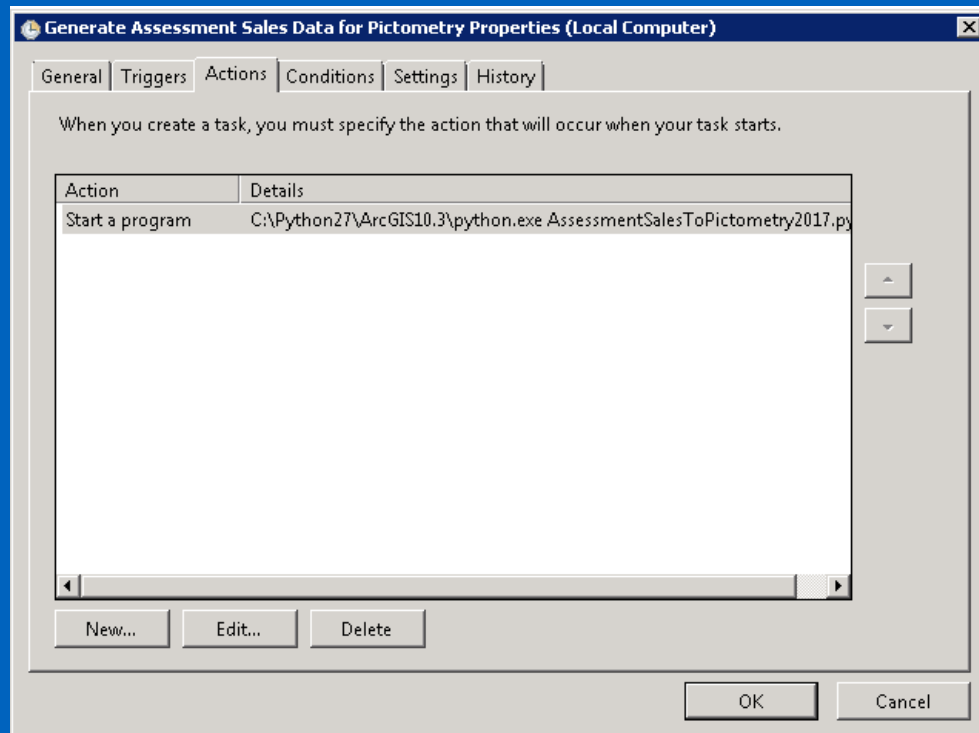 Generate Assessment Sales Data for Pictometry Properties (Local Computer)
General Triggers Actions Conditions Settings History
When you create a task, you must specify the action that will occur when your task starts.
Action Details
Start a program C:\Python27\ArcGIS10.3\python.exe AssessmentSalesToPictometry2017.py
New... Edit... Delete
OK Cancel